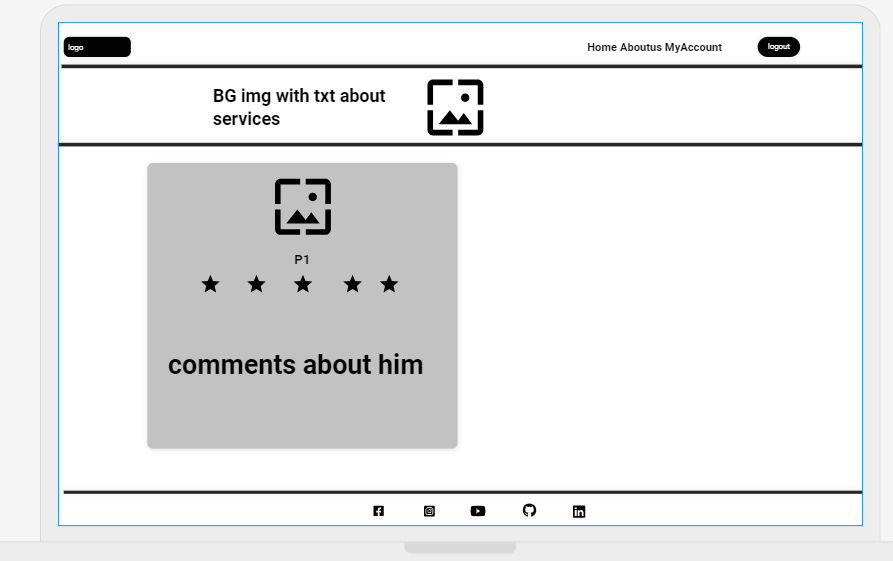 logo
Home Aboutus MyAccount
logout
BG img with txt about
services
P1
comments about him